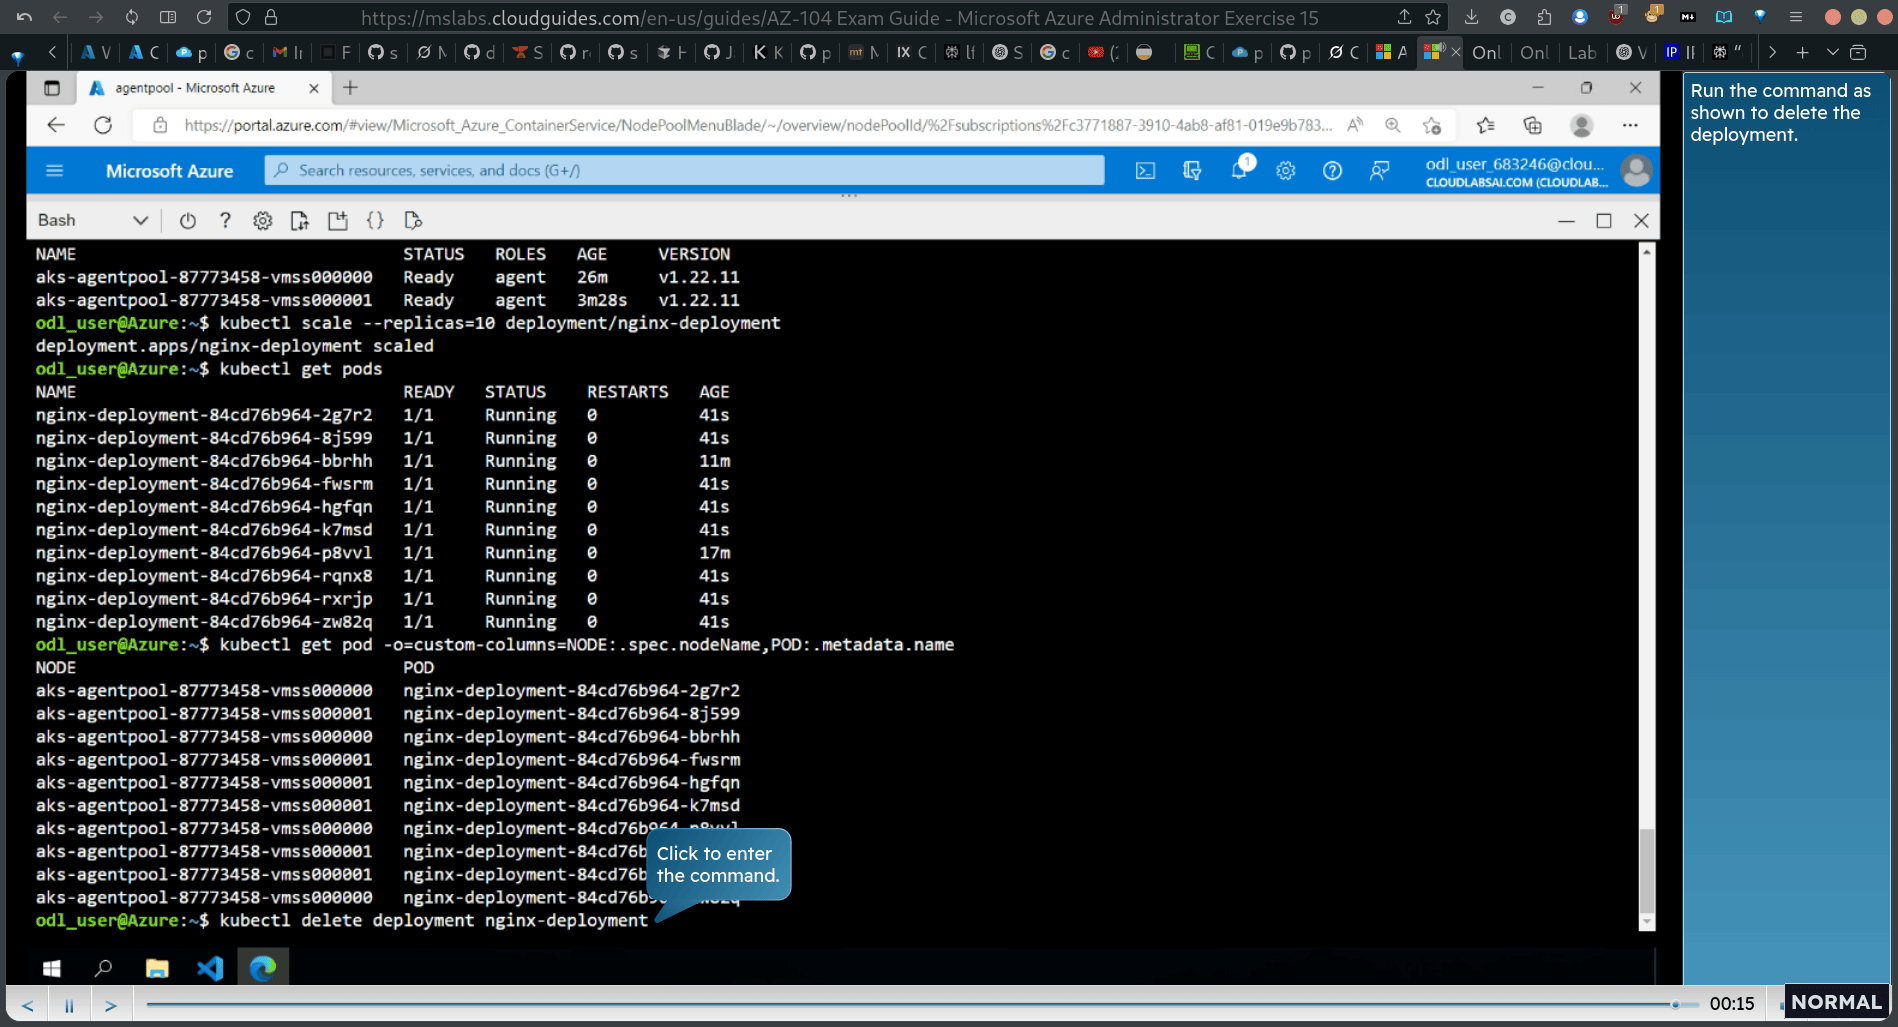 https://mslabs.cloudguides.com/en-us/guides/AZ-104 Exam Guide - Microsoft Azure Administrator Exercise 15
agentpool - Microsoft Azure
https://portal.azure.com/#view/Microsoft_Azure_ContainerService/NodePoolMenuBlade/~/overview/nodePoolId/%2Fsubscriptions%2Fc3771887-3910-4ab8-af81-019e9b783...
Microsoft Azure
Search resources, services, and docs (G+/)
1
odl_user_683246@clou...
CLOUDLABSAI.COM (CLOUDLAB...
Bash
NAME STATUS ROLES AGE VERSION
aks-agentpool-87773458-vmss000000 Ready agent 26m v1.22.11
aks-agentpool-87773458-vmss000001 Ready agent 3m28s v1.22.11
odl_user@Azure:~$ kubectl scale --replicas=10 deployment/nginx-deployment
deployment.apps/nginx-deployment scaled
odl_user@Azure:~$ kubectl get pods
NAME READY STATUS RESTARTS AGE
nginx-deployment-84cd76b964-2g7r2 1/1 Running 0 41s
nginx-deployment-84cd76b964-8j599 1/1 Running 0 41s
nginx-deployment-84cd76b964-bbrhh 1/1 Running 0 11m
nginx-deployment-84cd76b964-fwsrm 1/1 Running 0 41s
nginx-deployment-84cd76b964-hgfqn 1/1 Running 0 41s
nginx-deployment-84cd76b964-k7msd 1/1 Running 0 41s
nginx-deployment-84cd76b964-p8vvl 1/1 Running 0 17m
nginx-deployment-84cd76b964-rqnx8 1/1 Running 0 41s
nginx-deployment-84cd76b964-rxrjp 1/1 Running 0 41s
nginx-deployment-84cd76b964-zw82q 1/1 Running 0 41s
odl_user@Azure:~$ kubectl get pod -o=custom-columns=NODE:.spec.nodeName,POD:.metadata.name
NODE POD
aks-agentpool-87773458-vmss000000 nginx-deployment-84cd76b964-2g7r2
aks-agentpool-87773458-vmss000001 nginx-deployment-84cd76b964-8j599
aks-agentpool-87773458-vmss000000 nginx-deployment-84cd76b964-bbrhh
aks-agentpool-87773458-vmss000001 nginx-deployment-84cd76b964-fwsrm
aks-agentpool-87773458-vmss000001 nginx-deployment-84cd76b964-hgfqn
aks-agentpool-87773458-vmss000001 nginx-deployment-84cd76b964-k7msd
aks-agentpool-87773458-vmss000000 nginx-deployment-84cd76b964-p8vvl
aks-agentpool-87773458-vmss000001 nginx-deployment-84cd76b
aks-agentpool-87773458-vmss000001 nginx-deployment-84cd76b
aks-agentpool-87773458-vmss000000 nginx-deployment-84cd76b
odl_user@Azure:~$ kubectl delete deployment nginx-deployment
Click to enter
the command.
Run the command as
shown to delete the
deployment.
00:15
NORMAL